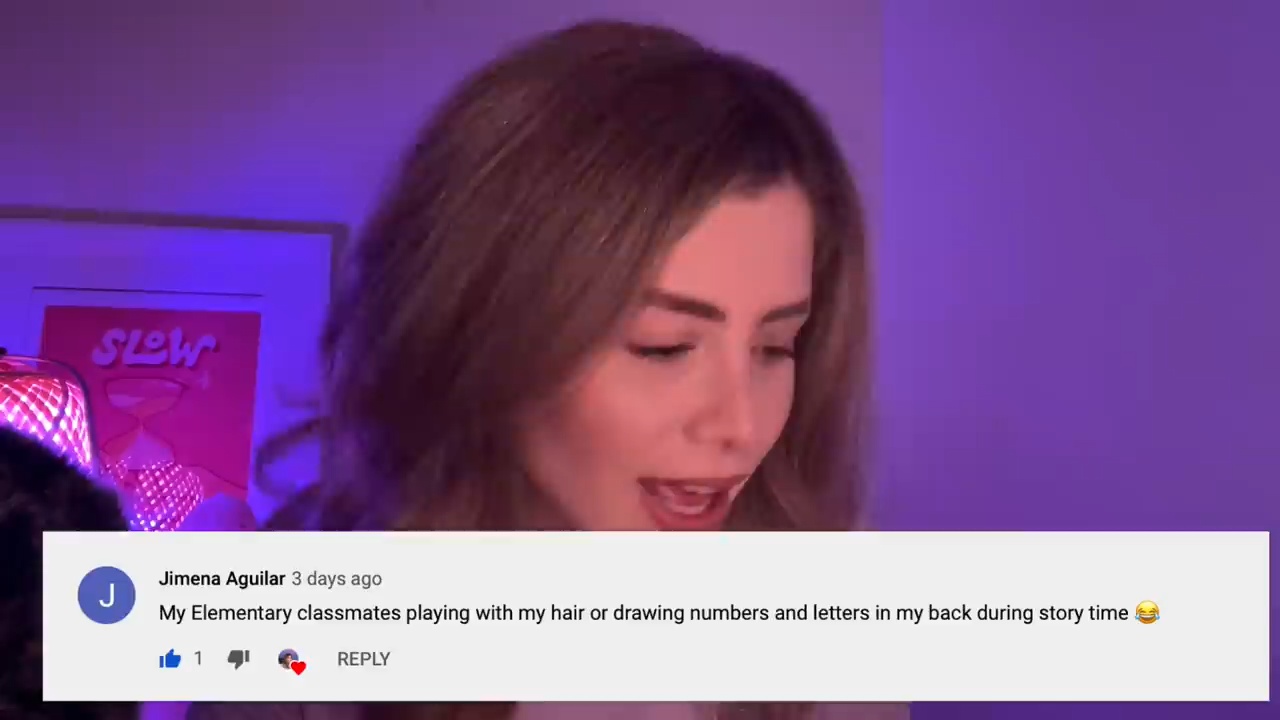 SLOW
J
Jimena Aguilar 3 days ago
My Elementary classmates playing with my hair or drawing numbers and letters in my back during story time 😂
1
REPLY